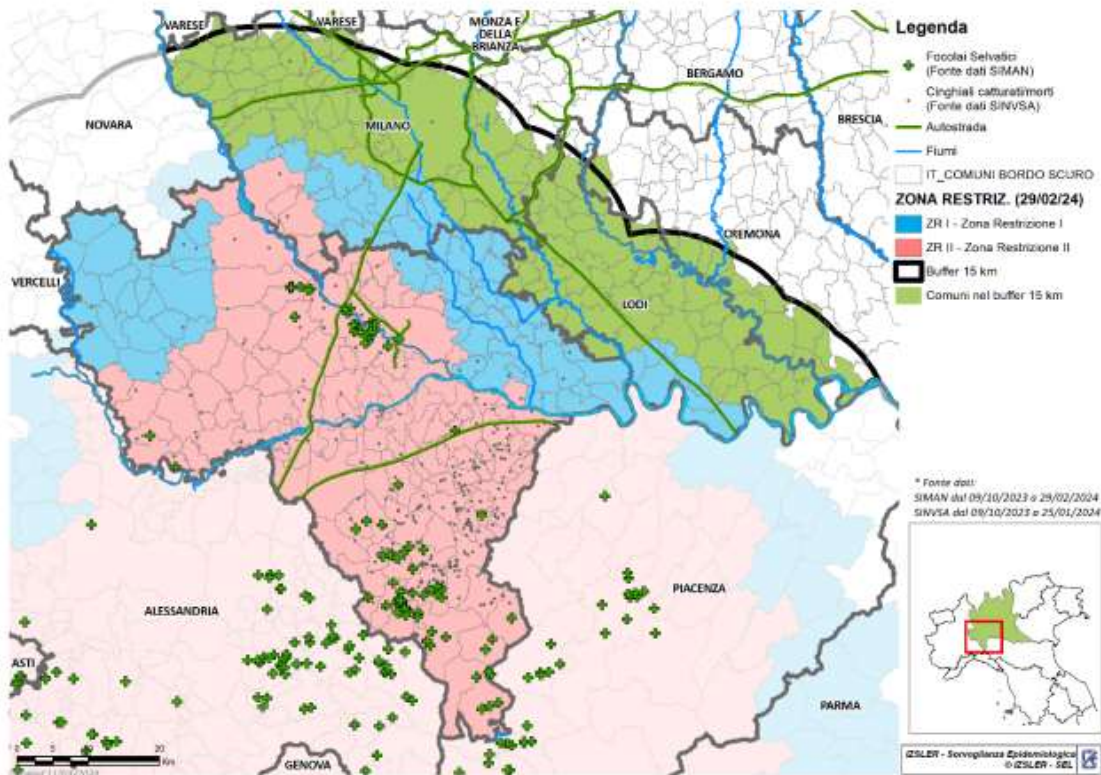 VARESE
VARESE
MONZA E
DELLA
BRIANZA
BERGAMO
BRESCIA
NOVARA
MILANO
CREMONA
VERCELLI
LODI
ALESSANDRIA
PIACENZA
ASTI
PARMA
GENOVA
20
Km
Legenda
Focolai Selvatici
(Fonte dati SIMAN)
Cinghiali catturati/morti
(Fonte dati SINVSA)
Autostrada
Fiumi
IT_COMUNI BORDO SCURO
ZONA RESTRIZ. (29/02/24)
ZR I - Zona Restrizione I
ZR II - Zona Restrizione II
Buffer 15 km
Comuni nel buffer 15 km
* Fonte dati:
SIMAN dal 09/10/2023 a 29/02/2024
SINVSA dal 09/10/2023 a 25/01/2024
IZSLER - Sorveglianza Epidemiologica
© IZSLER - SEL